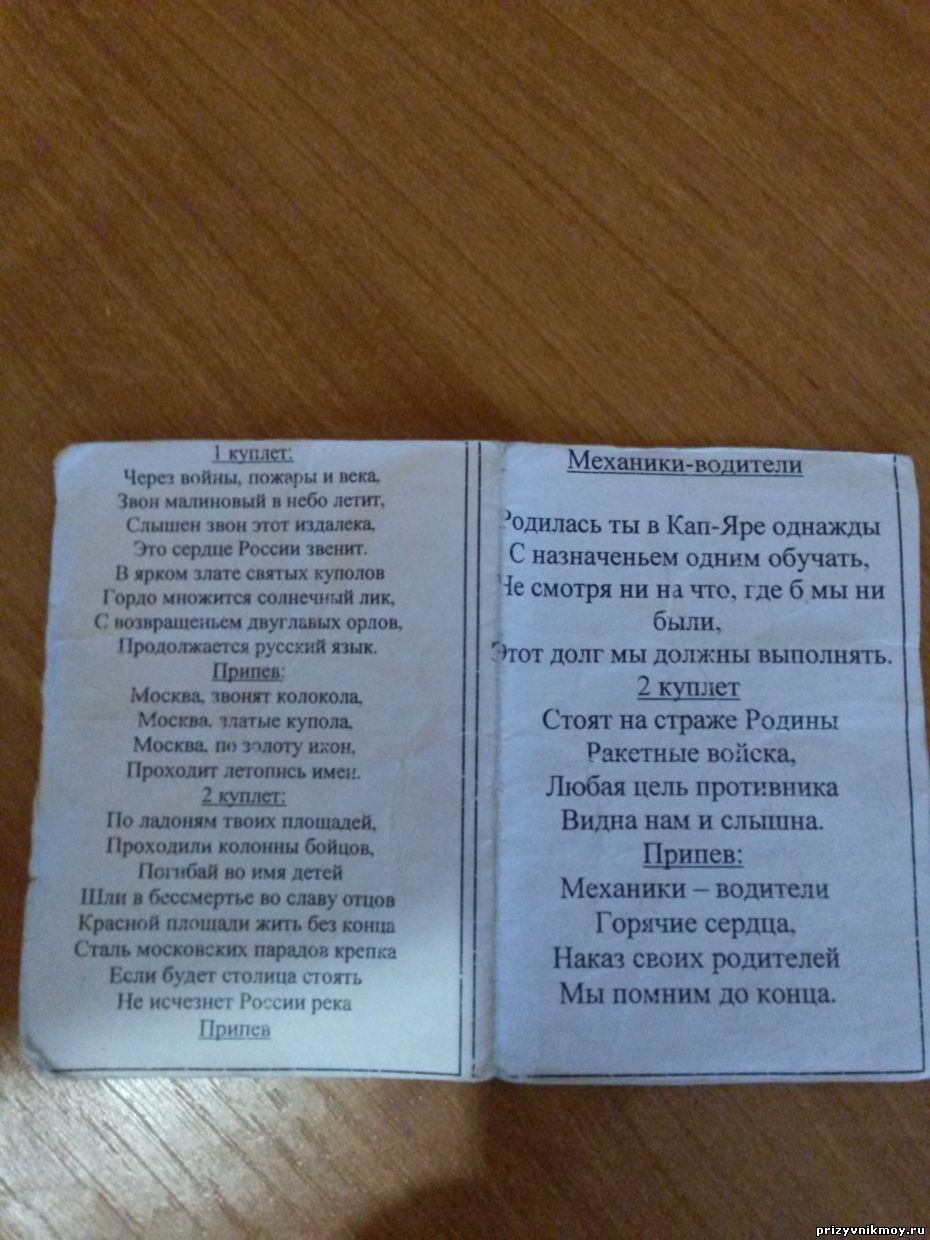 1 куплет:
Через войны, пожары и века,
Звон малиновый в небо летит,
Слышен звон этот издалека,
Это сердце России звенит.
В ярком злате святых куполов
Гордо множится солнечный лик,
С возвращеньем двуглавых орлов,
Продолжается русский язык.
Припев:
Москва, звонят колокола,
Москва, златые купола,
Москва, по золоту икон,
Проходит летопись имен.
2 куплет:
По ладоням твоих площадей,
Проходили колонны бойцов,
Погибай во имя детей
Шли в бессмертье во славу отцов
Красной площади жить без конца
Сталь московских парадов крепка
Если будет столица стоять
Не исчезнет России река
Припев
Механики-водители
Родилась ты в Кап-Яре однажды
С назначеньем одним обучать,
Не смотря ни на что, где б мы ни
были,
Этот долг мы должны выполнять.
2 куплет
Стоят на страже Родины
Ракетные войска,
Любая цель противника
Видна нам и слышна.
Припев:
Механики – водители
Горячие сердца,
Наказ своих родителей
Мы помним до конца.
prizyvnikmoy.ru